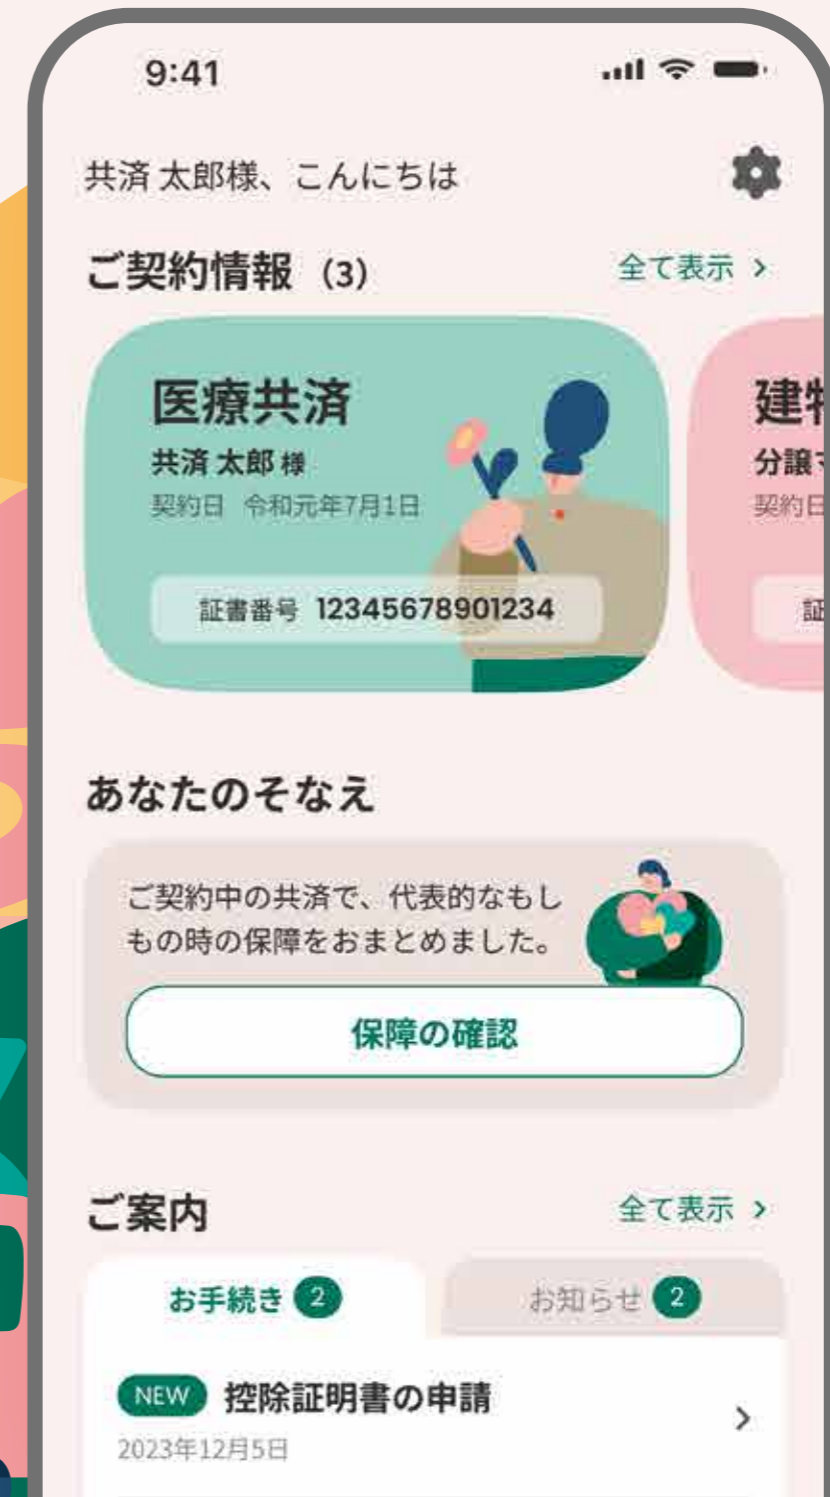 9:41
共済 太郎様、こんにちは
ご契約情報 (3)
全て表示 >
医療共済
共済 太郎 様
契約日 令和元年7月1日
証書番号 12345678901234
建
分譲
契約日
証
あなたのそなえ
ご契約中の共済で、代表的なもし
もの時の保障をおまとめました。
保障の確認
ご案内
全て表示 >
お手続き 2
お知らせ 2
NEW 控除証明書の申請
2023年12月5日